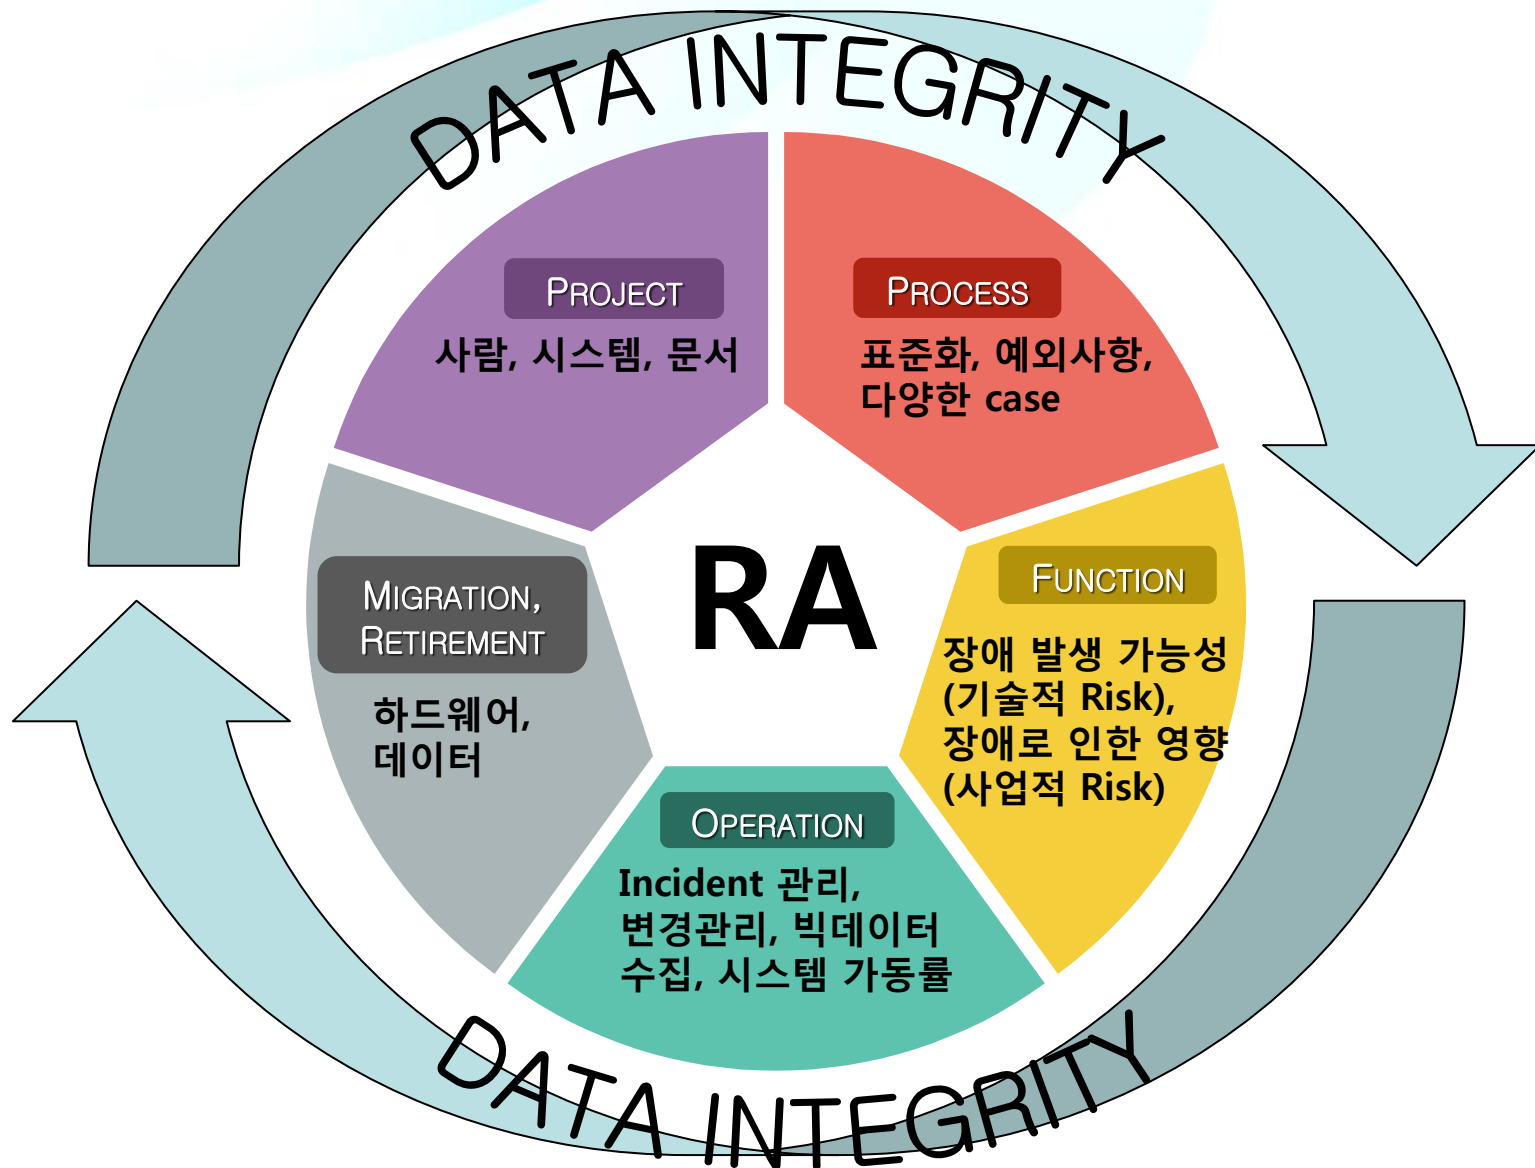 DATA INTEGRITY
PROJECT
사람, 시스템, 문서
PROCESS
표준화, 예외사항,
다양한 case
MIGRATION,
RETIREMENT
하드웨어,
데이터
RA
FUNCTION
장애 발생 가능성
(기술적 Risk),
장애로 인한 영향
(사업적 Risk)
OPERATION
Incident 관리,
변경관리, 빅데이터
수집, 시스템 가동률
DATA INTEGRITY